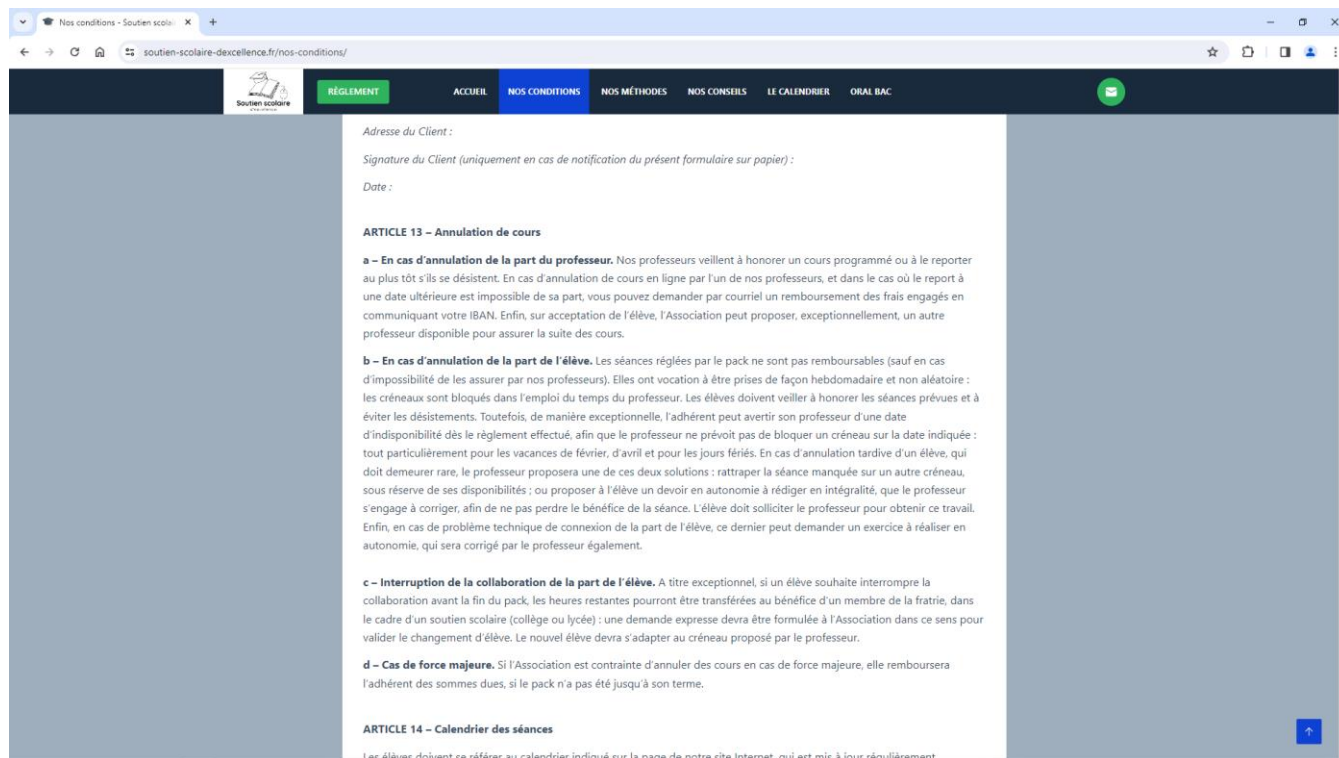 Nos conditions - Soutien scolai
soutien-scolaire-dexcellence.fr/nos-conditions/
Soutien scolaire
RÈGLEMENT
ACCUEIL
NOS CONDITIONS
NOS MÉTHODES
NOS CONSEILS
LE CALENDRIER
ORAL BAC
Adresse du Client :
Signature du Client (uniquement en cas de notification du présent formulaire sur papier) :
Date :
ARTICLE 13 – Annulation de cours
a – En cas d'annulation de la part du professeur. Nos professeurs veillent à honorer un cours programmé ou à le reporter
au plus tôt s'ils se désistent. En cas d'annulation de cours en ligne par l'un de nos professeurs, et dans le cas où le report à
une date ultérieure est impossible de sa part, vous pouvez demander par courriel un remboursement des frais engagés en
communiquant votre IBAN. Enfin, sur acceptation de l'élève, l'Association peut proposer, exceptionnellement, un autre
professeur disponible pour assurer la suite des cours.
b – En cas d'annulation de la part de l'élève. Les séances réglées par le pack ne sont pas remboursables (sauf en cas
d'impossibilité de les assurer par nos professeurs). Elles ont vocation à être prises de façon hebdomadaire et non aléatoire :
les créneaux sont bloqués dans l'emploi du temps du professeur. Les élèves doivent veiller à honorer les séances prévues et à
éviter les désistements. Toutefois, de manière exceptionnelle, l'adhérent peut avertir son professeur d'une date
d'indisponibilité dès le règlement effectué, afin que le professeur ne prévoit pas de bloquer un créneau sur la date indiquée :
tout particulièrement pour les vacances de février, d'avril et pour les jours fériés. En cas d'annulation tardive d'un élève, qui
doit demeurer rare, le professeur proposera une de ces deux solutions : rattraper la séance manquée sur un autre créneau,
sous réserve de ses disponibilités ; ou proposer à l'élève un devoir en autonomie à rédiger en intégralité, que le professeur
s'engage à corriger, afin de ne pas perdre le bénéfice de la séance. L'élève doit solliciter le professeur pour obtenir ce travail.
Enfin, en cas de problème technique de connexion de la part de l'élève, ce dernier peut demander un exercice à réaliser en
autonomie, qui sera corrigé par le professeur également.
c – Interruption de la collaboration de la part de l'élève. A titre exceptionnel, si un élève souhaite interrompre la
collaboration avant la fin du pack, les heures restantes pourront être transférées au bénéfice d'un membre de la fratrie, dans
le cadre d'un soutien scolaire (collège ou lycée) : une demande expresse devra être formulée à l'Association dans ce sens pour
valider le changement d'élève. Le nouvel élève devra s'adapter au créneau proposé par le professeur.
d – Cas de force majeure. Si l'Association est contrainte d'annuler des cours en cas de force majeure, elle remboursera
l'adhérent des sommes dues, si le pack n'a pas été jusqu'à son terme.
ARTICLE 14 – Calendrier des séances
Les élèves doivent se référer au calendrier indiqué sur la page de notre site Internet, qui est mis à jour régulièrement